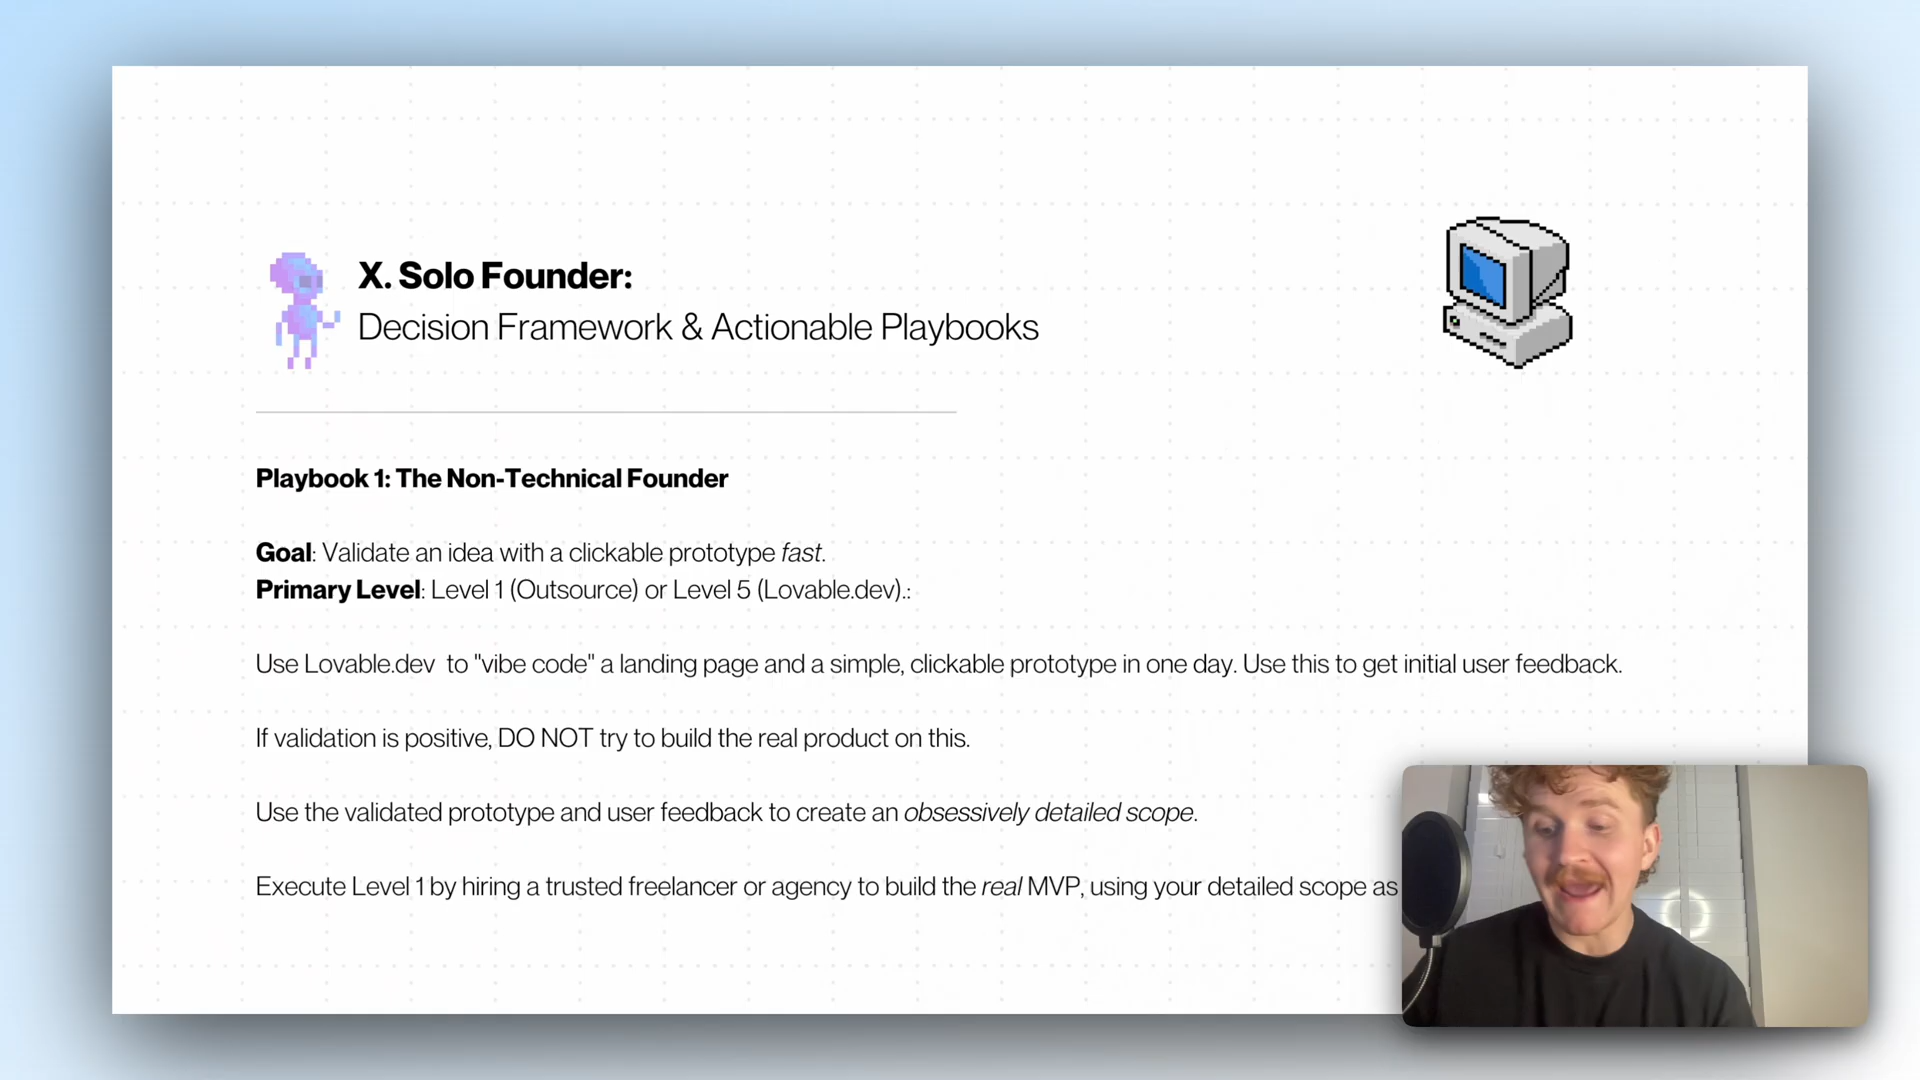 X. Solo Founder:
Decision Framework & Actionable Playbooks
Playbook 1: The Non-Technical Founder
Goal: Validate an idea with a clickable prototype fast.
Primary Level: Level 1 (Outsource) or Level 5 (Lovable.dev).:
Use Lovable.dev to "vibe code" a landing page and a simple, clickable prototype in one day. Use this to get initial user feedback.
If validation is positive, DO NOT try to build the real product on this.
Use the validated prototype and user feedback to create an obsessively detailed scope.
Execute Level 1 by hiring a trusted freelancer or agency to build the real MVP, using your detailed scope as